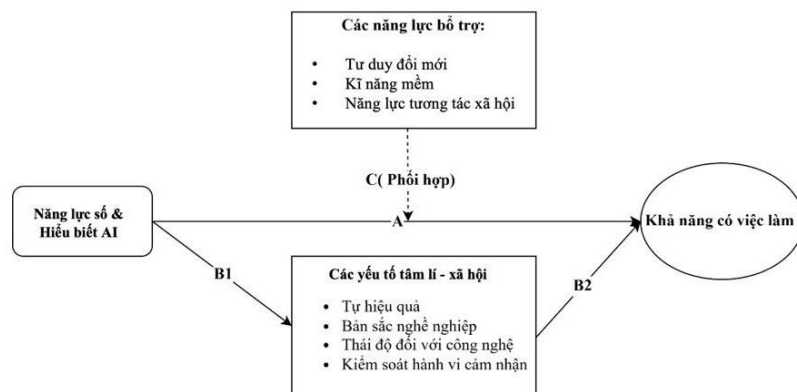 Các năng lực bổ trợ:
• Tư duy đổi mới
• Kĩ năng mềm
• Năng lực tương tác xã hội
C( Phối hợp)
Năng lực số &
Hiểu biết AI
A
Khả năng có việc làm
B1
B2
Các yếu tố tâm lí - xã hội
• Tự hiệu quả
• Bản sắc nghề nghiệp
• Thái độ đối với công nghệ
• Kiểm soát hành vi cảm nhận